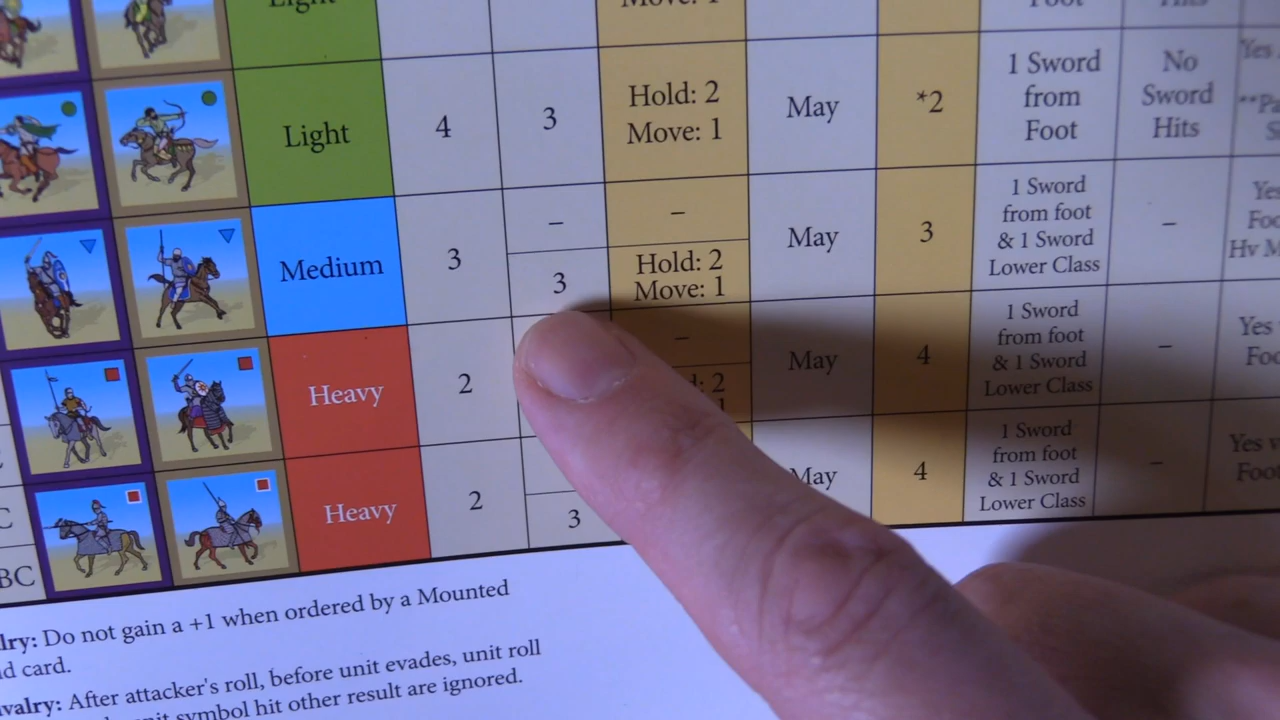 Light
Move: 1
Foot
Hits
Light
4
3
Hold: 2
Move: 1
May
*2
1 Sword
from
Foot
No
Sword
Hits
Yes
Medium
3
–
3
–
Hold: 2
Move: 1
May
3
1 Sword
from foot
& 1 Sword
Lower Class
–
Yes
Hv M
Heavy
2
–
: 2
May
4
1 Sword
from foot
& 1 Sword
Lower Class
–
Yes
Heavy
2
3
May
4
1 Sword
from foot
& 1 Sword
Lower Class
–
Yes
C
BC
lry: Do not gain a +1 when ordered by a Mounted
card.
valry: After attacker's roll, before unit evades, unit roll
unit symbol hit other result are ignored.